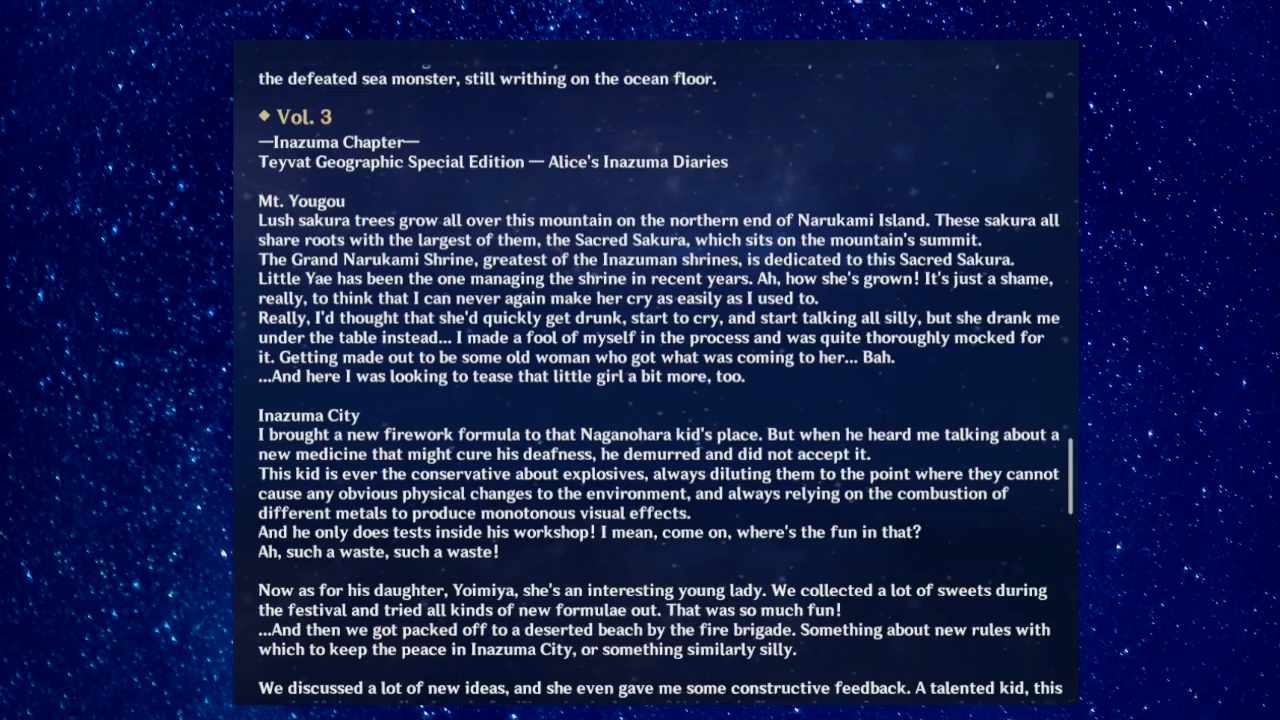 the defeated sea monster, still writhing on the ocean floor.
◆ Vol. 3
—Inazuma Chapter—
Teyvat Geographic Special Edition — Alice's Inazuma Diaries
Mt. Yougou
Lush sakura trees grow all over this mountain on the northern end of Narukami Island. These sakura all
share roots with the largest of them, the Sacred Sakura, which sits on the mountain's summit.
The Grand Narukami Shrine, greatest of the Inazuman shrines, is dedicated to this Sacred Sakura.
Little Yae has been the one managing the shrine in recent years. Ah, how she's grown! It's just a shame,
really, to think that I can never again make her cry as easily as I used to.
Really, I'd thought that she'd quickly get drunk, start to cry, and start talking all silly, but she drank me
under the table instead... I made a fool of myself in the process and was quite thoroughly mocked for
it. Getting made out to be some old woman who got what was coming to her... Bah.
...And here I was looking to tease that little girl a bit more, too.
Inazuma City
I brought a new firework formula to that Naganohara kid's place. But when he heard me talking about a
new medicine that might cure his deafness, he demurred and did not accept it.
This kid is ever the conservative about explosives, always diluting them to the point where they cannot
cause any obvious physical changes to the environment, and always relying on the combustion of
different metals to produce monotonous visual effects.
And he only does tests inside his workshop! I mean, come on, where's the fun in that?
Ah, such a waste, such a waste!
Now as for his daughter, Yoimiya, she's an interesting young lady. We collected a lot of sweets during
the festival and tried all kinds of new formulae out. That was so much fun!
...And then we got packed off to a deserted beach by the fire brigade. Something about new rules with
which to keep the peace in Inazuma City, or something similarly silly.
We discussed a lot of new ideas, and she even gave me some constructive feedback. A talented kid, this